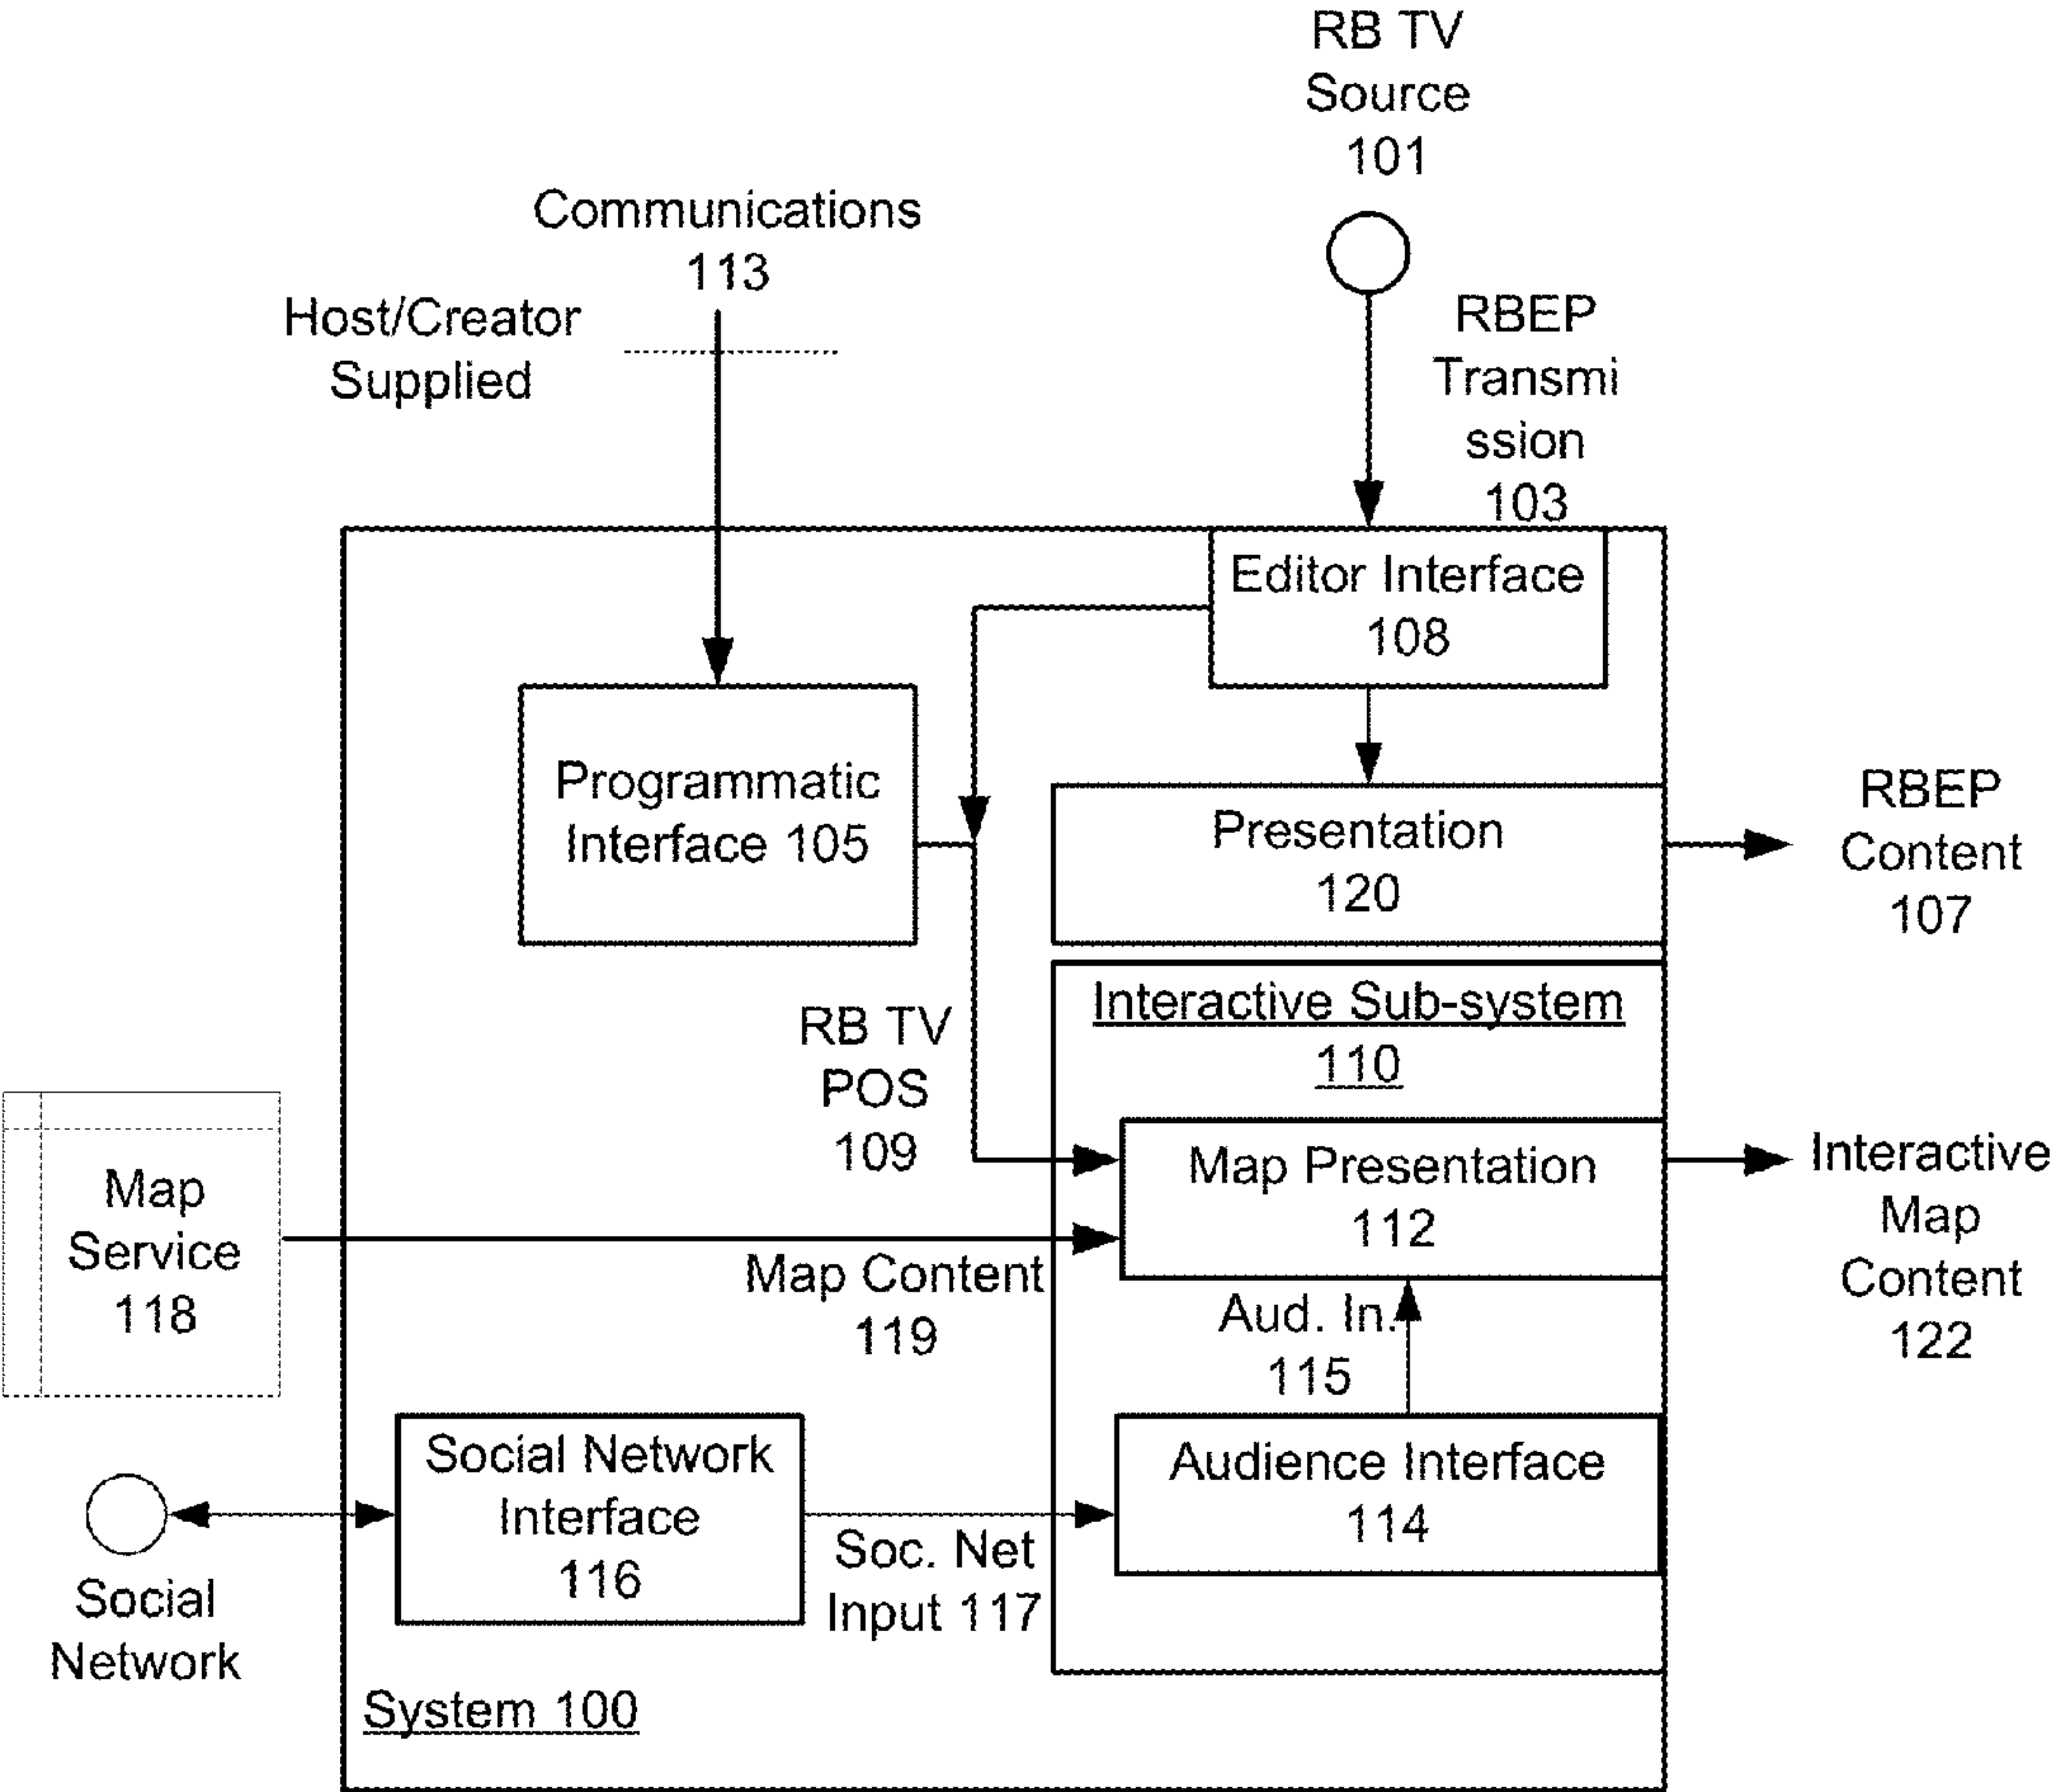 RB TV
Source
101
Communications
113
Host/Creator
Supplied
RBEP
Transmi
ssion
103
Editor Interface
108
Programmatic
Interface 105
Presentation
120
RBEP
Content
107
Interactive Sub-system
110
RB TV
POS
109
Map
Service
118
Map Presentation
112
Interactive
Map
Content
122
Map Content
119
Aud. In.
115
Social Network
Interface
116
Audience Interface
114
Soc. Net
Input 117
Social
Network
System 100